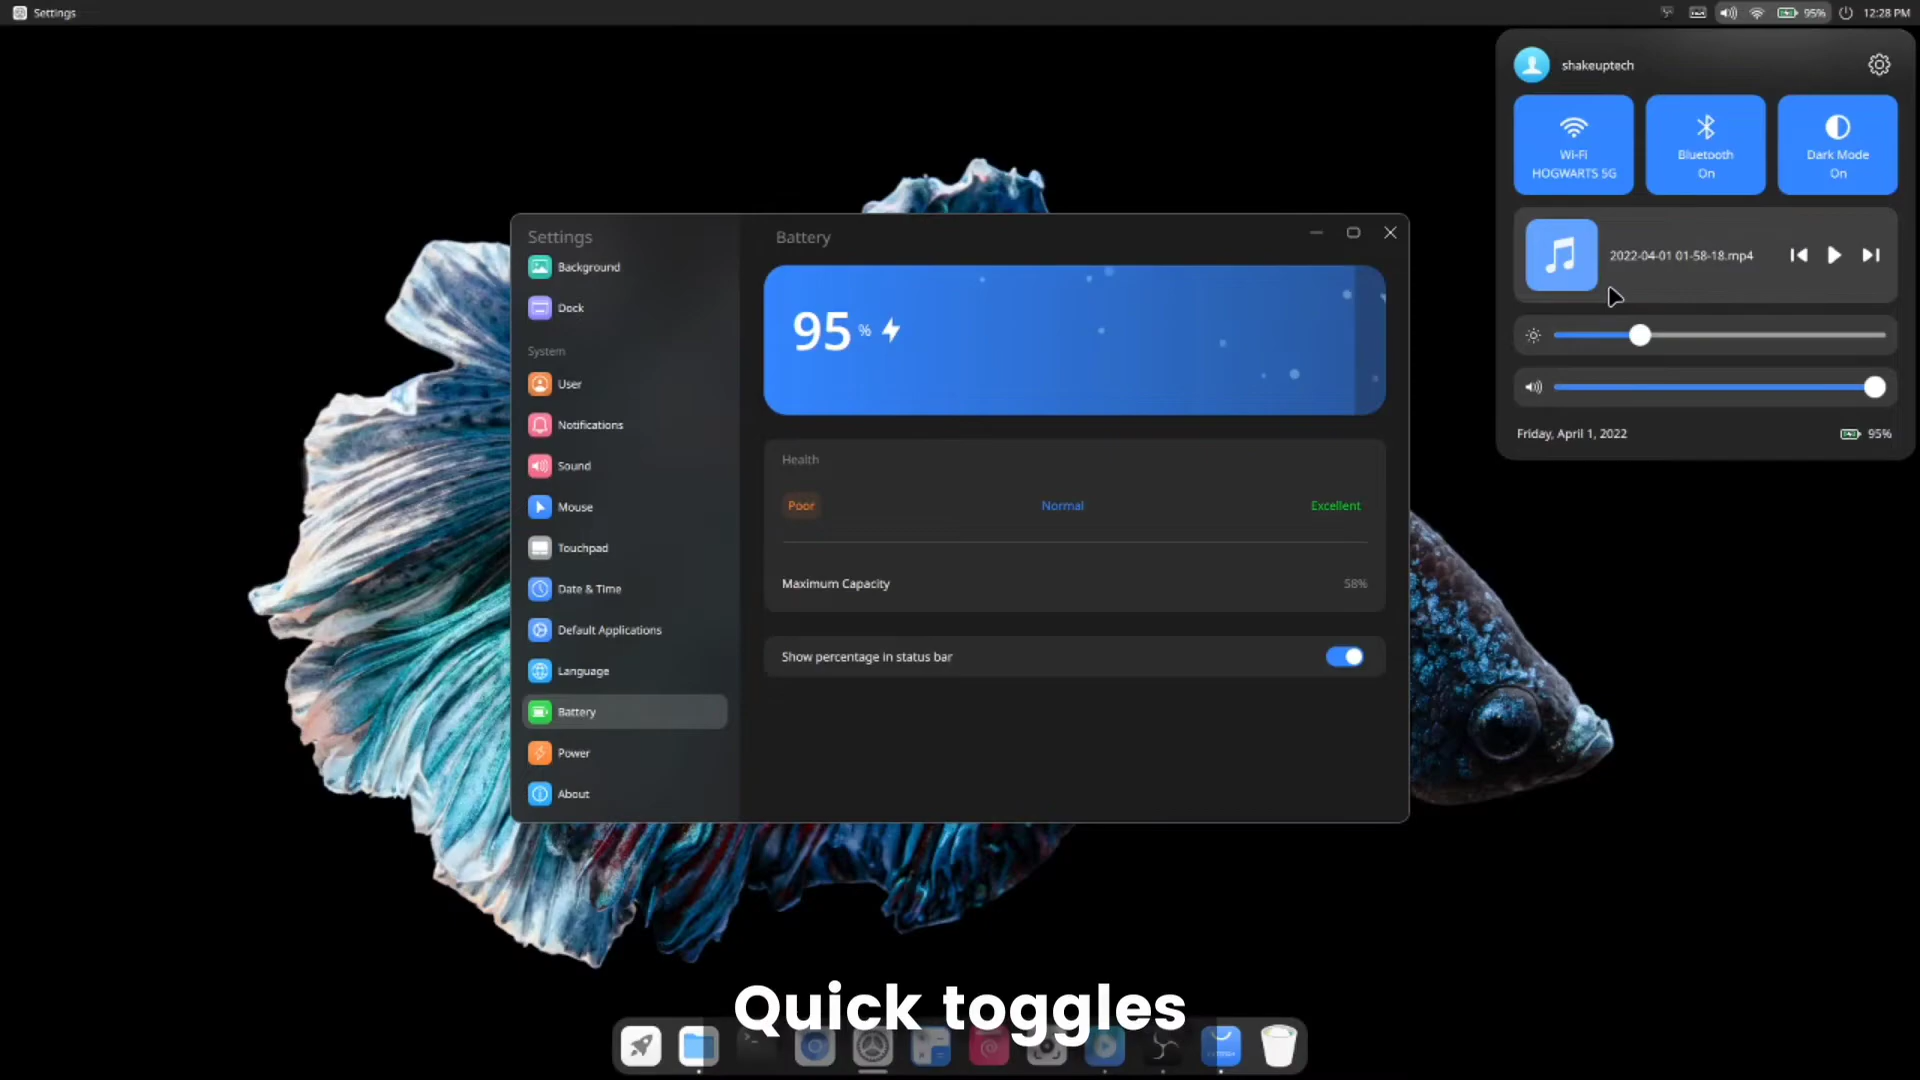 Settings
95%
12:28 PM
shakeuptech
Wi-Fi
HOGWARTS 5G
Bluetooth
On
Dark Mode
On
2022-04-01 01-58-18.mp4
Friday, April 1, 2022
95%
Settings
Background
Dock
System
User
Notifications
Sound
Mouse
Touchpad
Date & Time
Default Applications
Language
Battery
Power
About
Battery
95 %
Health
Poor
Normal
Excellent
Maximum Capacity
58%
Show percentage in status bar
Quick toggles